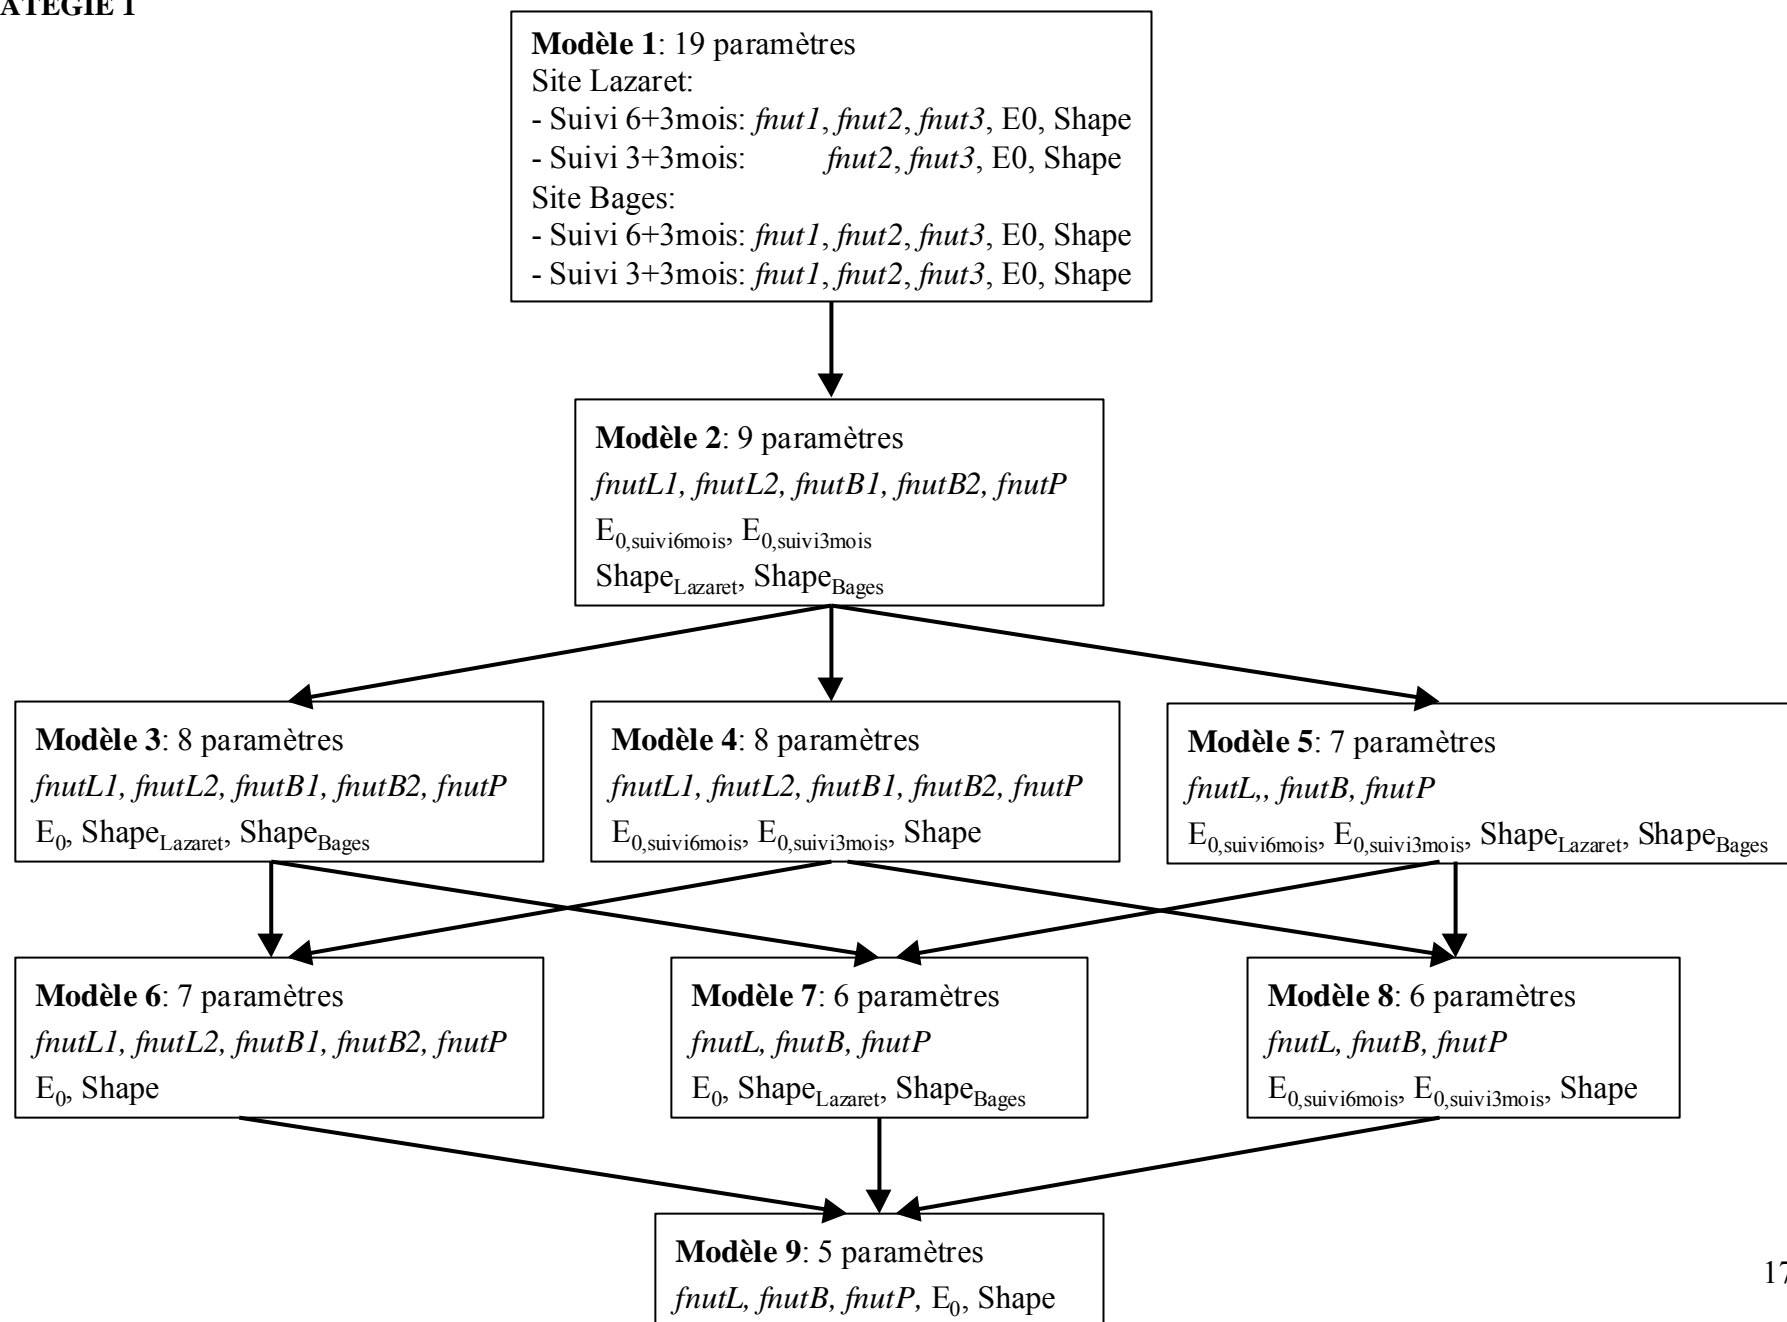 ATÉGIE 1
Modèle 1: 19 paramètres
Site Lazaret:
- Suivi 6+3mois: fnut1, fnut2, fnut3, E0, Shape
- Suivi 3+3mois: fnut2, fnut3, E0, Shape
Site Bages:
- Suivi 6+3mois: fnut1, fnut2, fnut3, E0, Shape
- Suivi 3+3mois: fnut1, fnut2, fnut3, E0, Shape
Modèle 2: 9 paramètres
fnutL1, fnutL2, fnutB1, fnutB2, fnutP
E0,suivi6mois, E0,suivi3mois
ShapeLazaret, ShapeBages
Modèle 3: 8 paramètres
fnutL1, fnutL2, fnutB1, fnutB2, fnutP
E0, ShapeLazaret, ShapeBages
Modèle 4: 8 paramètres
fnutL1, fnutL2, fnutB1, fnutB2, fnutP
E0,suivi6mois, E0,suivi3mois, Shape
Modèle 5: 7 paramètres
fnutL,, fnutB, fnutP
E0,suivi6mois, E0,suivi3mois, ShapeLazaret, ShapeBages
Modèle 6: 7 paramètres
fnutL1, fnutL2, fnutB1, fnutB2, fnutP
E0, Shape
Modèle 7: 6 paramètres
fnutL, fnutB, fnutP
E0, ShapeLazaret, ShapeBages
Modèle 8: 6 paramètres
fnutL, fnutB, fnutP
E0,suivi6mois, E0,suivi3mois, Shape
Modèle 9: 5 paramètres
fnutL, fnutB, fnutP, E0, Shape
17